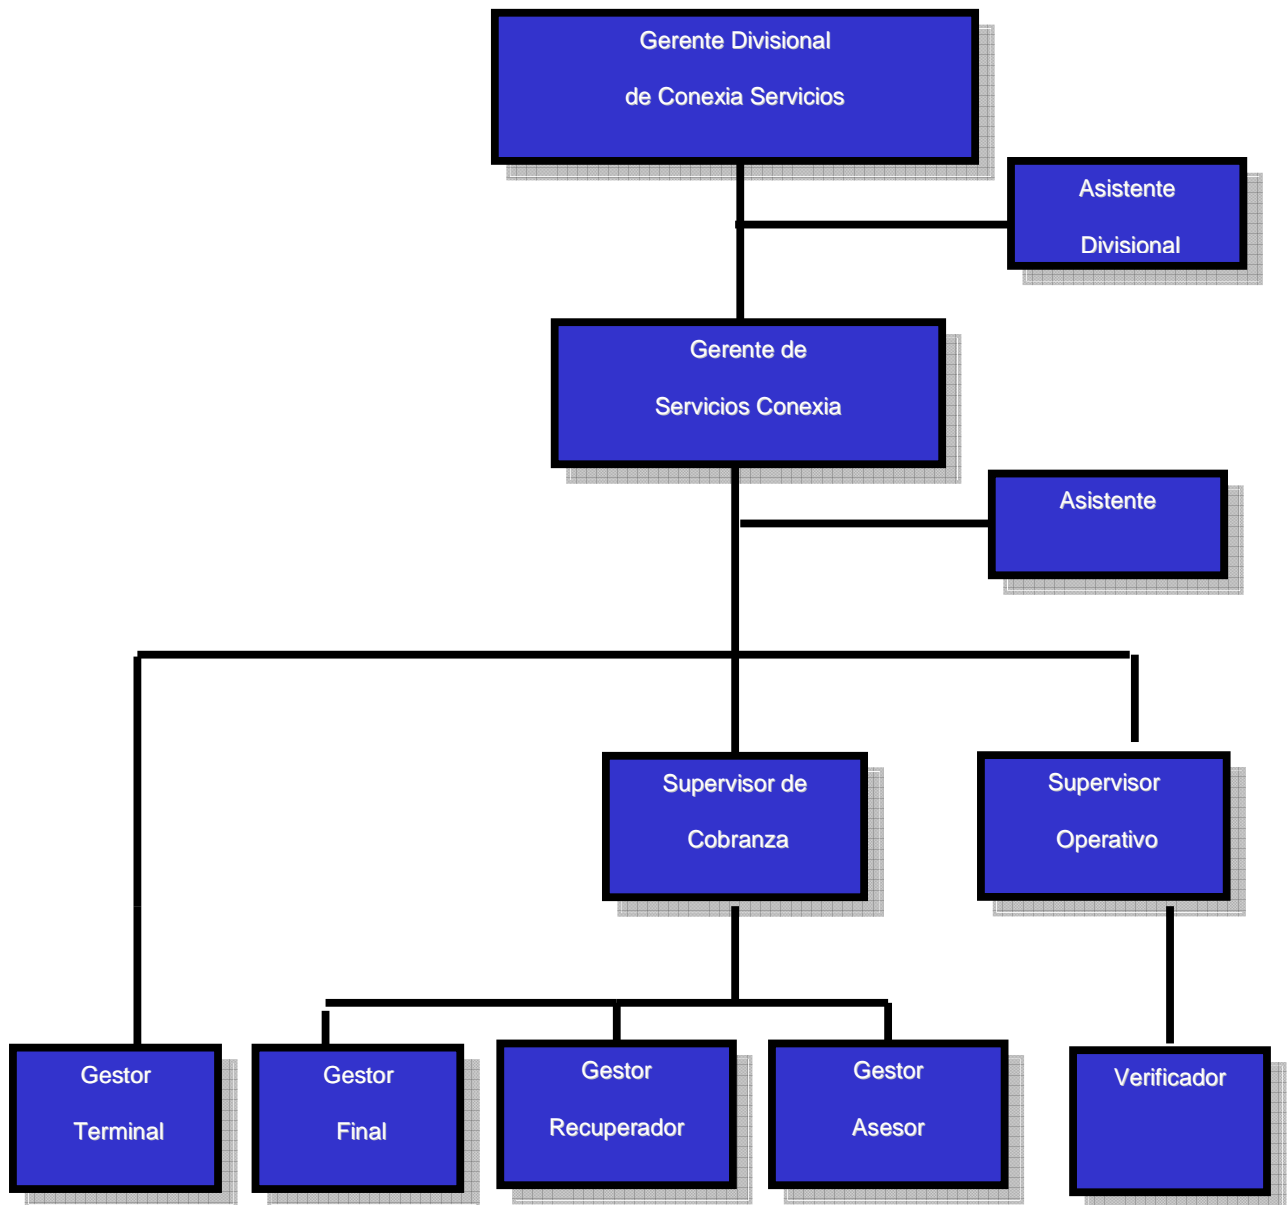 Gerente Divisional
de Conexia Servicios
Asistente
Divisional
Gerente de
Servicios Conexia
Asistente
Supervisor de
Cobranza
Supervisor
Operativo
Gestor
Terminal
Gestor
Final
Gestor
Recuperador
Gestor
Asesor
Verificador